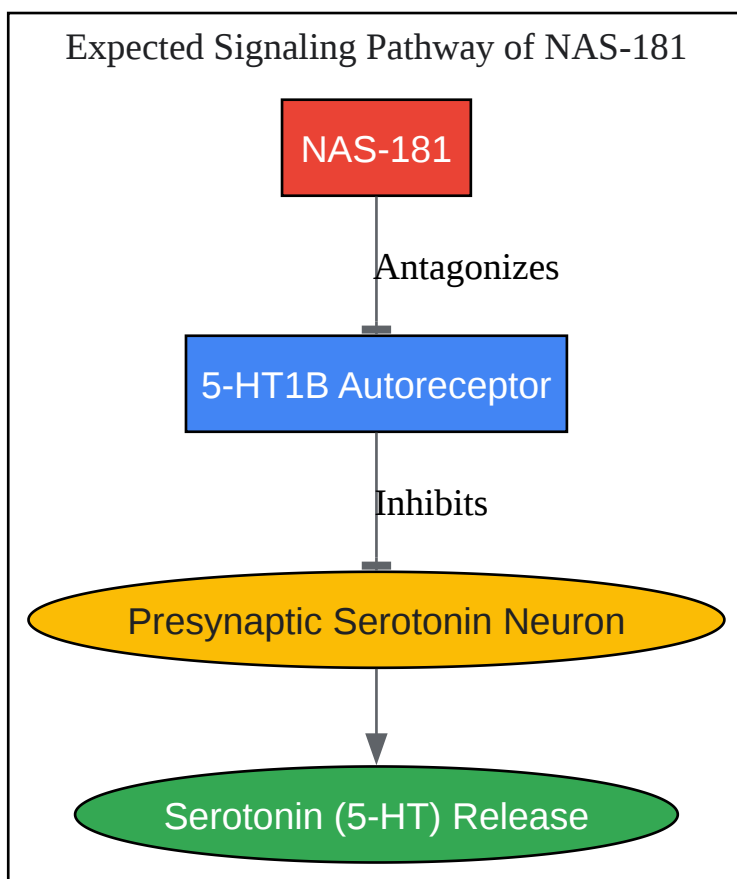 Expected Signaling Pathway of NAS-181
NAS-181
Antagonizes
5-HT1B Autoreceptor
Inhibits
Presynaptic Serotonin Neuron
Serotonin (5-HT) Release